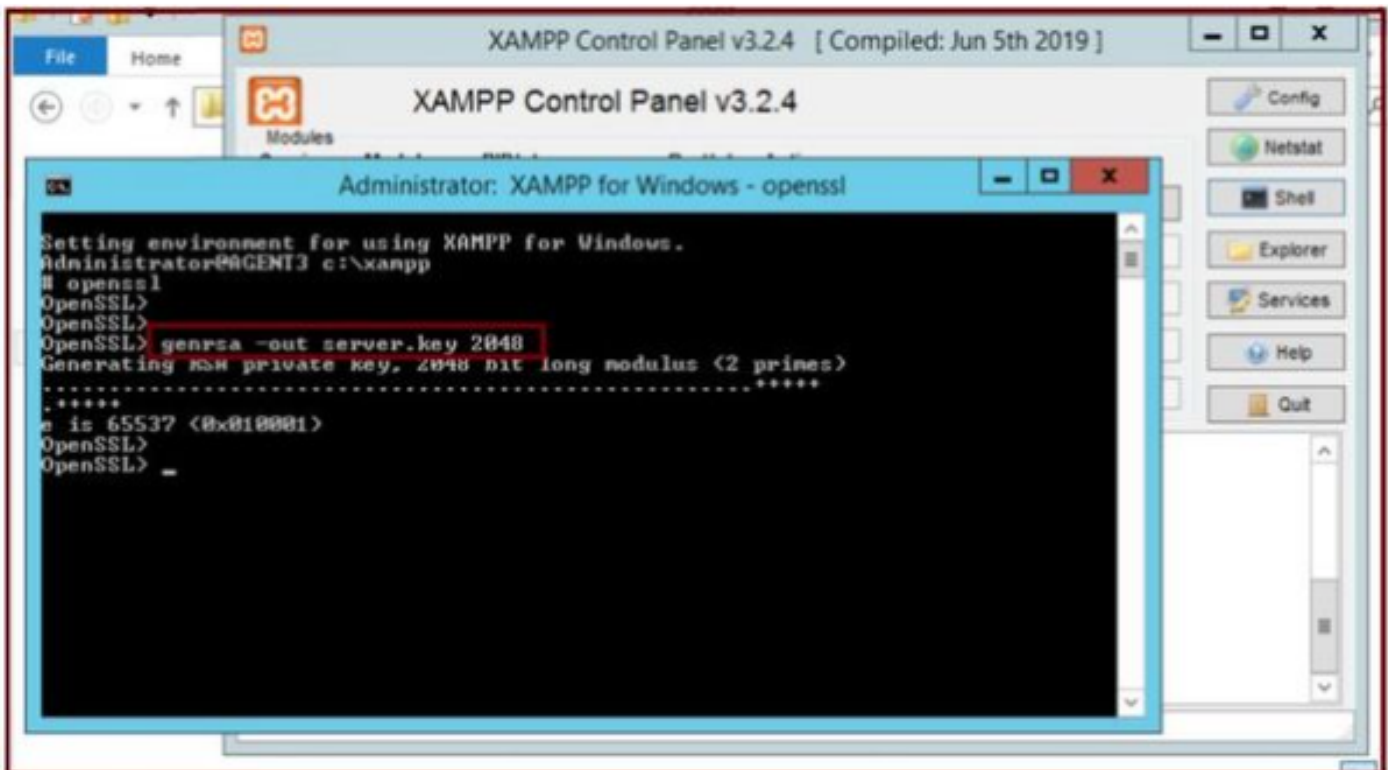 File
Home
XAMPP Control Panel v3.2.4 [ Compiled: Jun 5th 2019 ]
XAMPP Control Panel v3.2.4
Modules
Config
Netstat
Shell
Explorer
Services
Help
Quit
Administrator: XAMPP for Windows - openssl
Setting environment for using XAMPP for Windows.
Administrator@AGENT3 c:\xampp
# openssl
OpenSSL>
OpenSSL>
OpenSSL> genrsa -out server.key 2048
Generating RSA private key, 2048 bit long modulus (2 primes)
...........................................................+++++
.+++++
e is 65537 (0x010001)
OpenSSL>
OpenSSL> _